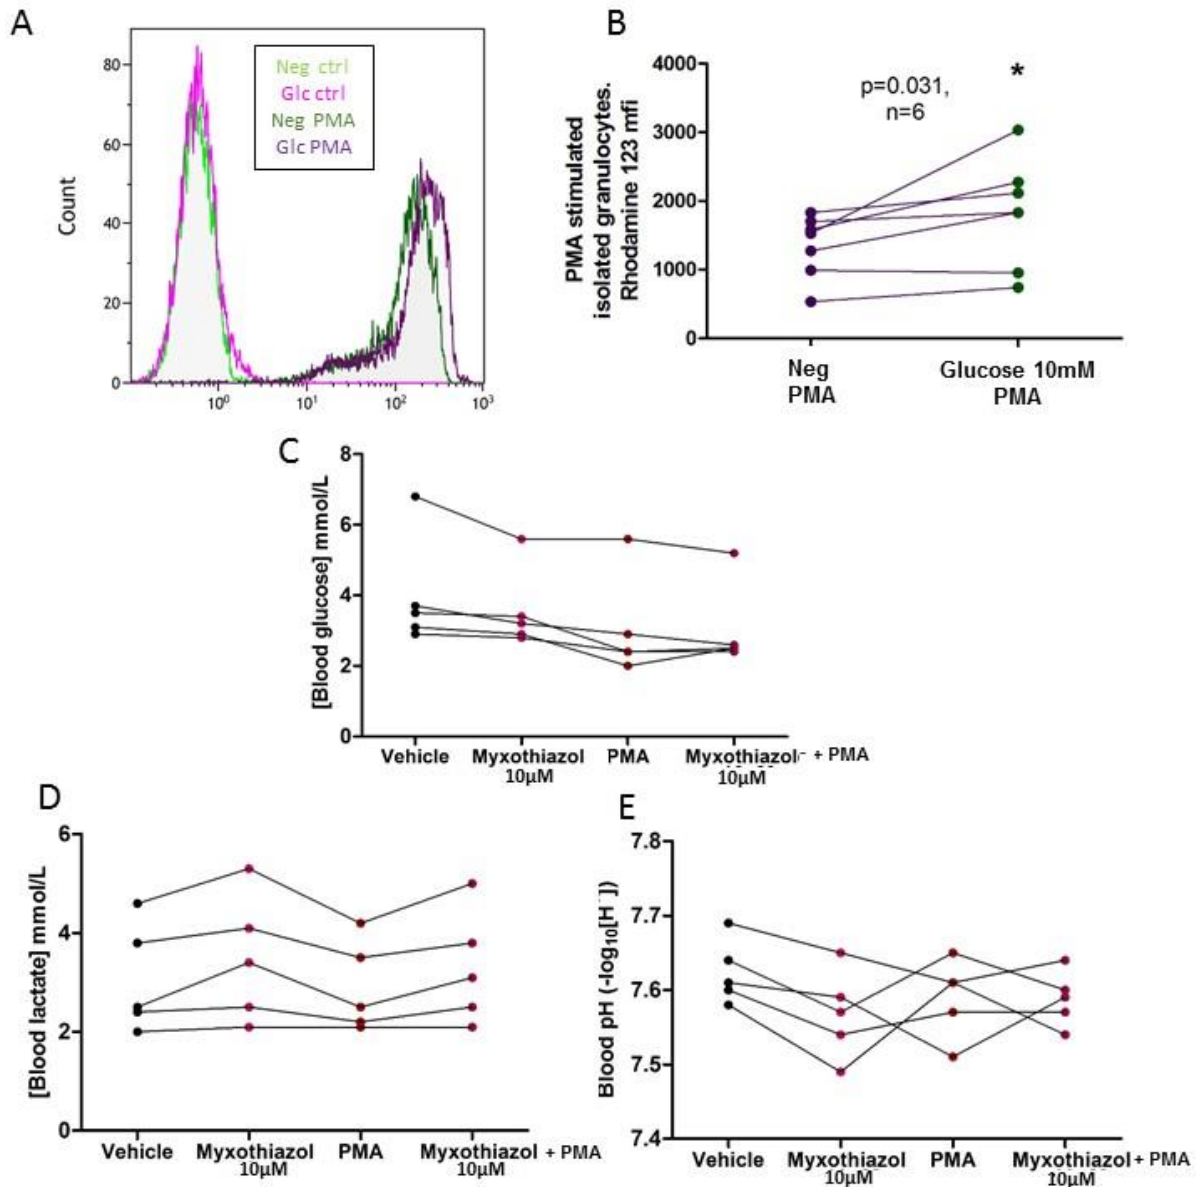 A
80
60
40
20
0
Count
Neg ctrl
Glc ctrl
Neg PMA
Glc PMA
10⁰
10¹
10²
10³
B
4000
3000
2000
1000
0
PMA stimulated
isolated granulocytes.
Rhodamine 123 mfi
p=0.031,
n=6
*
Neg
PMA
Glucose 10mM
PMA
C
8
6
4
2
0
[Blood glucose] mmol/L
Vehicle
Myxothiazol
10µM
PMA
Myxothiazol + PMA
10µM
D
6
4
2
0
[Blood lactate] mmol/L
Vehicle
Myxothiazol
10µM
PMA
Myxothiazol + PMA
10µM
E
7.8
7.7
7.6
7.5
7.4
Blood pH (-log₁₀[H⁻])
Vehicle
Myxothiazol
10µM
PMA
Myxothiazol + PMA
10µM